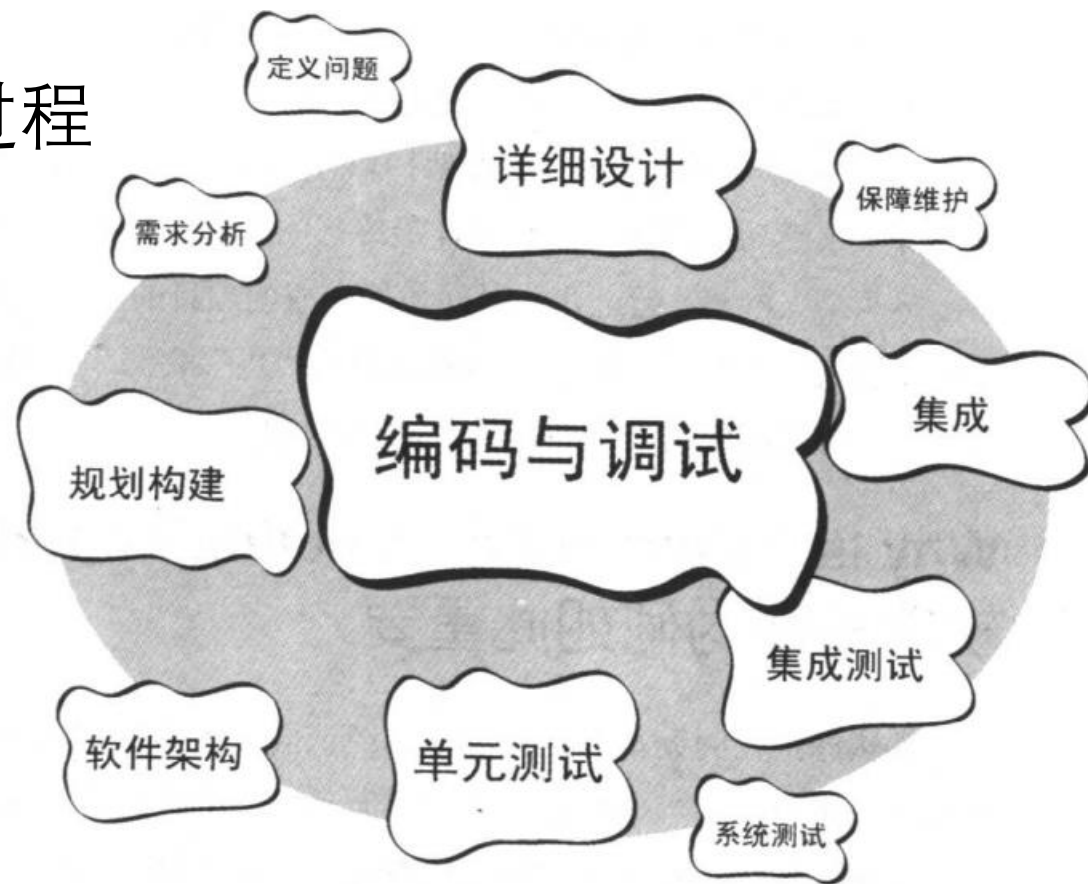 过程
定义问题
详细设计
保障维护
需求分析
编码与调试
集成
规划构建
集成测试
软件架构
单元测试
系统测试